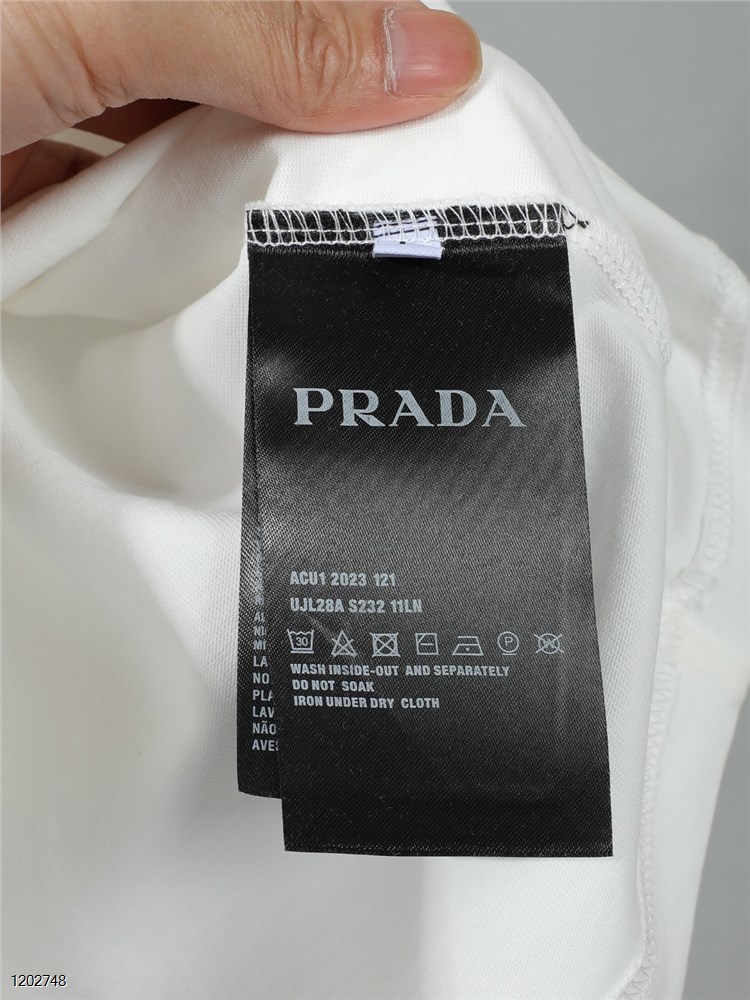 PRADA
ACU1 2023 121
UJL28A S232 11LN
30
P
W
WASH INSIDE-OUT AND SEPARATELY
DO NOT SOAK
IRON UNDER DRY CLOTH
LA
NO
PLA
LAV
NÃO
AVES
1202748